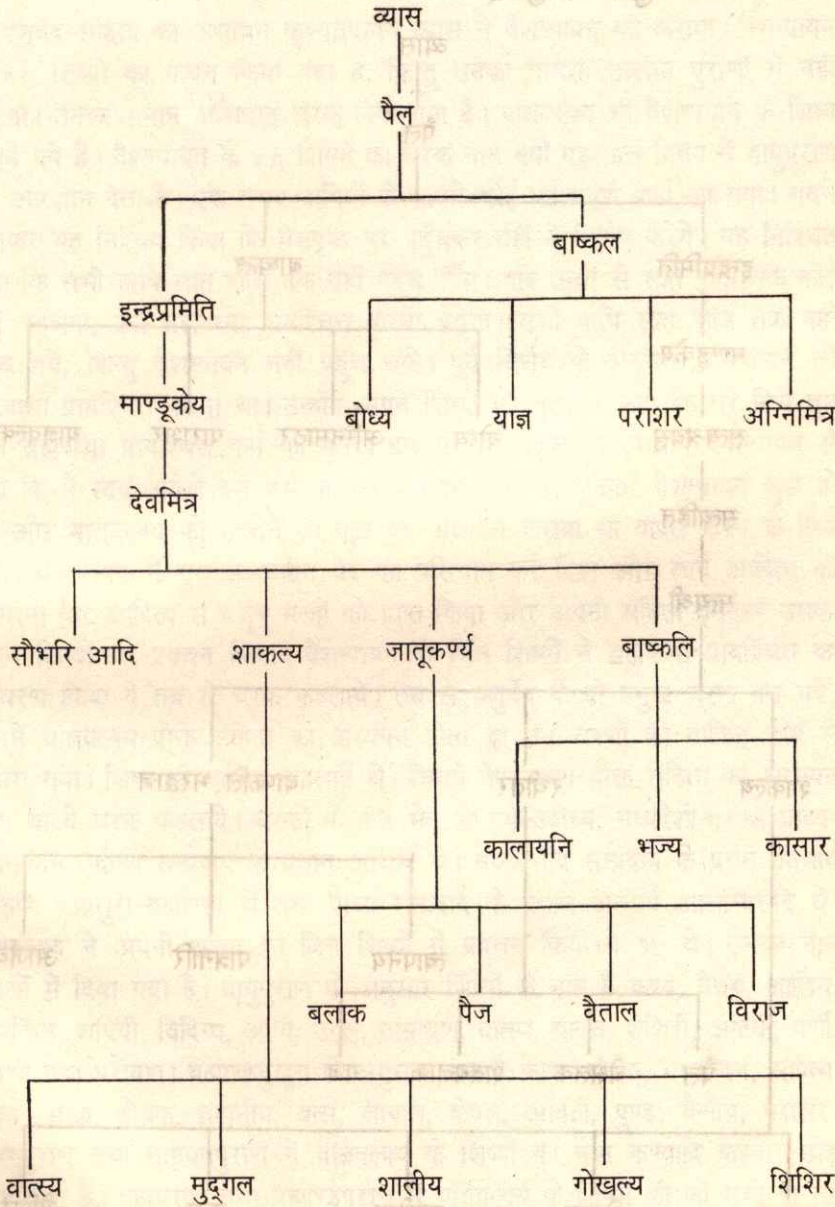 व्यास
पैल
बाष्कल
इन्द्रप्रमिति
माण्डूकेय बोध्य याज्ञ पराशर अग्निमित्र
देवमित्र
सौभरि आदि शाकल्य जातूकर्ण्य बाष्कलि
कालायनि भज्य कासार
बलाक पैज वैताल विराज
वात्स्य मुद्गल शालीय गोखल्य शिशिर